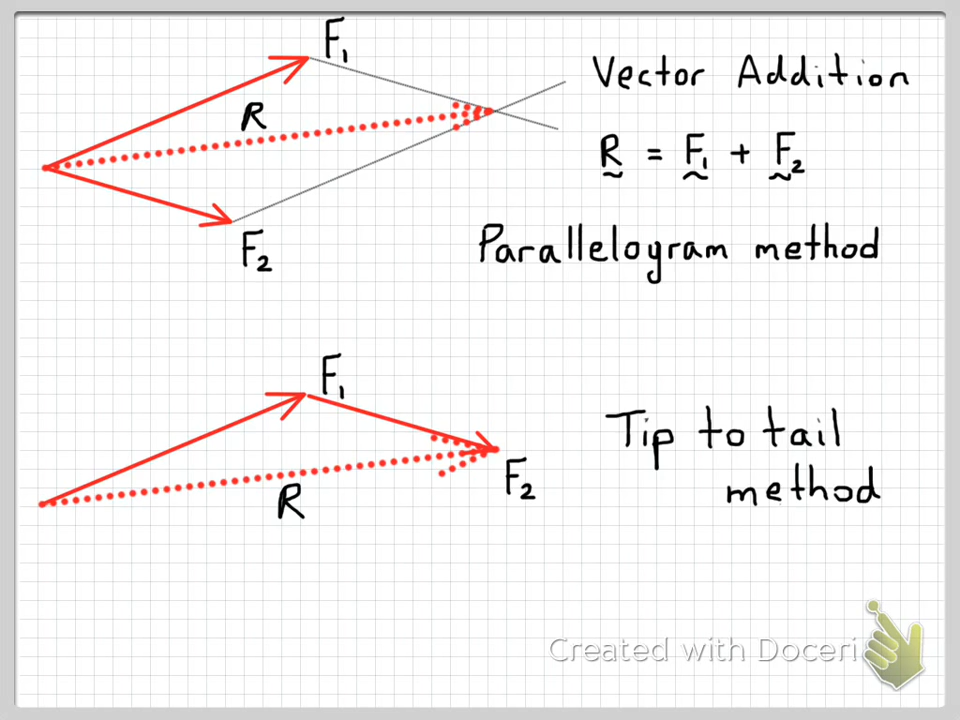 F₁
Vector Addition
R
R = F₁ + F₂
F₂
Parallelogram method
F₁
Tip to tail
method
F₂
R
Created with Doceri